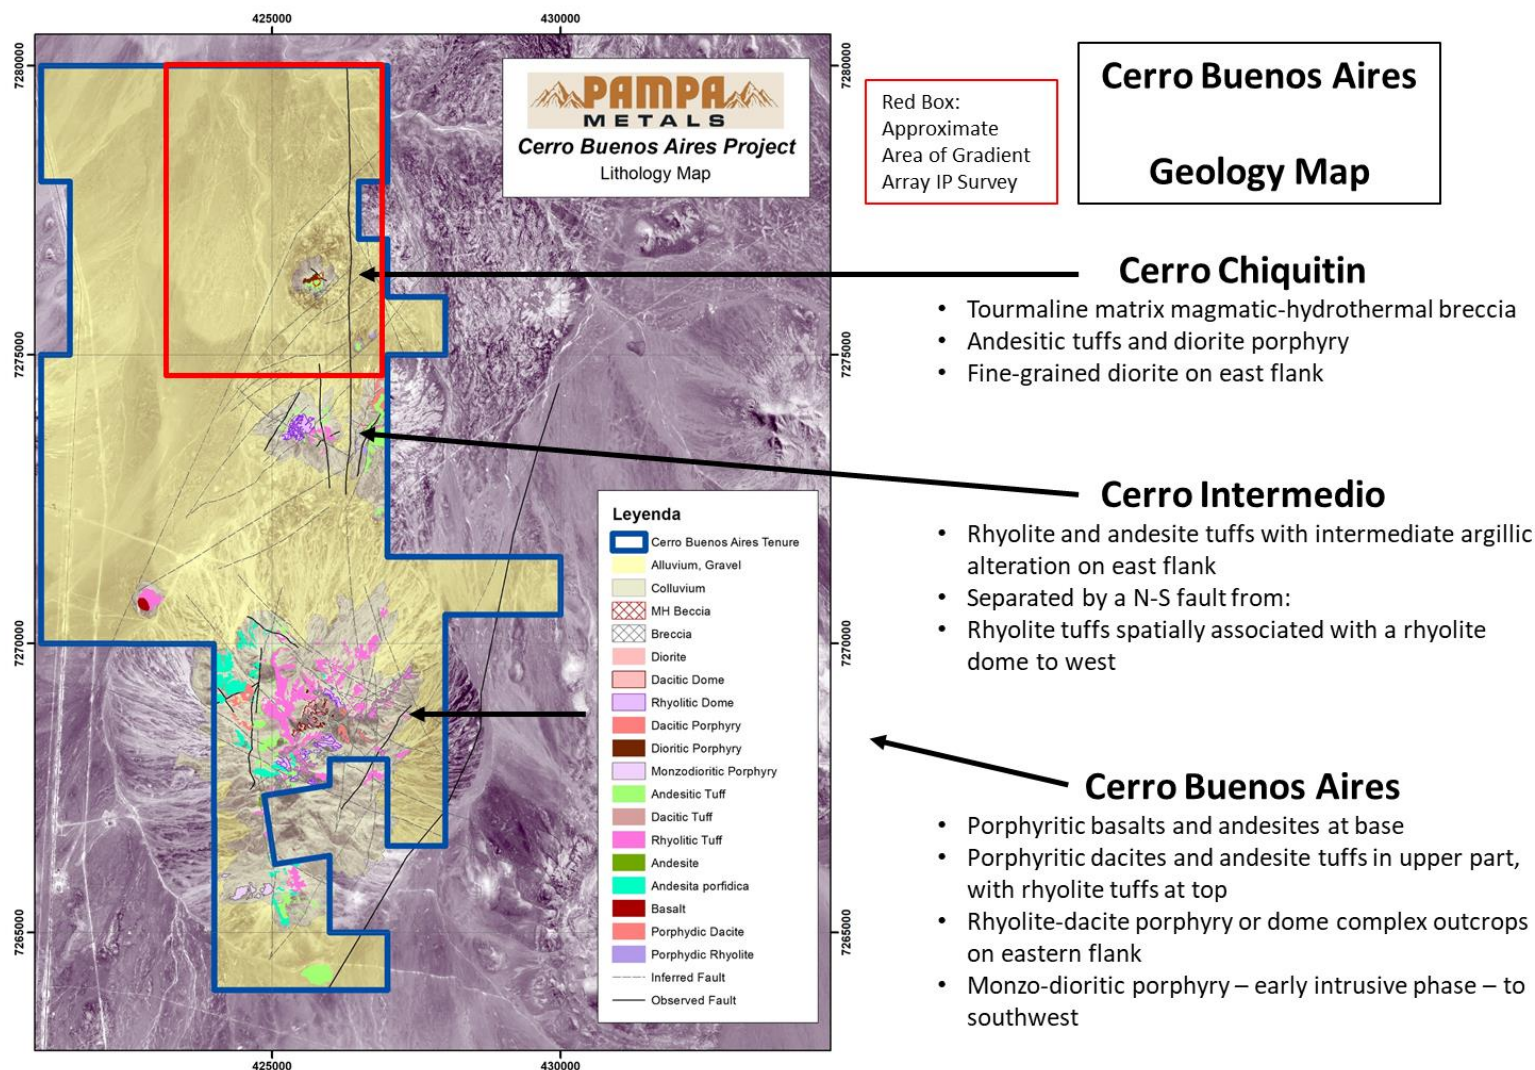 425000
430000
7280000
7280000
PAMPA
METALS
Cerro Buenos Aires Project
Lithology Map
Red Box:
Approximate
Area of Gradient
Array IP Survey
Cerro Buenos Aires
Geology Map
Cerro Chiquitin
• Tourmaline matrix magmatic-hydrothermal breccia
• Andesitic tuffs and diorite porphyry
• Fine-grained diorite on east flank
7275000
7275000
Cerro Intermedio
• Rhyolite and andesite tuffs with intermediate argillic
alteration on east flank
• Separated by a N-S fault from:
• Rhyolite tuffs spatially associated with a rhyolite
dome to west
Leyenda
Cerro Buenos Aires Tenure
Alluvium, Gravel
Colluvium
MH Beccia
Breccia
Diorite
Dacitic Dome
Rhyolitic Dome
Dacitic Porphyry
Dioritic Porphyry
Monzodioritic Porphyry
Andesitic Tuff
Dacitic Tuff
Rhyolitic Tuff
Andesite
Andesita porfidica
Basalt
Porphydic Dacite
Porphydic Rhyolite
Inferred Fault
Observed Fault
7270000
7270000
Cerro Buenos Aires
• Porphyritic basalts and andesites at base
• Porphyritic dacites and andesite tuffs in upper part,
with rhyolite tuffs at top
• Rhyolite-dacite porphyry or dome complex outcrops
on eastern flank
• Monzo-dioritic porphyry – early intrusive phase – to
southwest
7265000
7265000
425000
430000